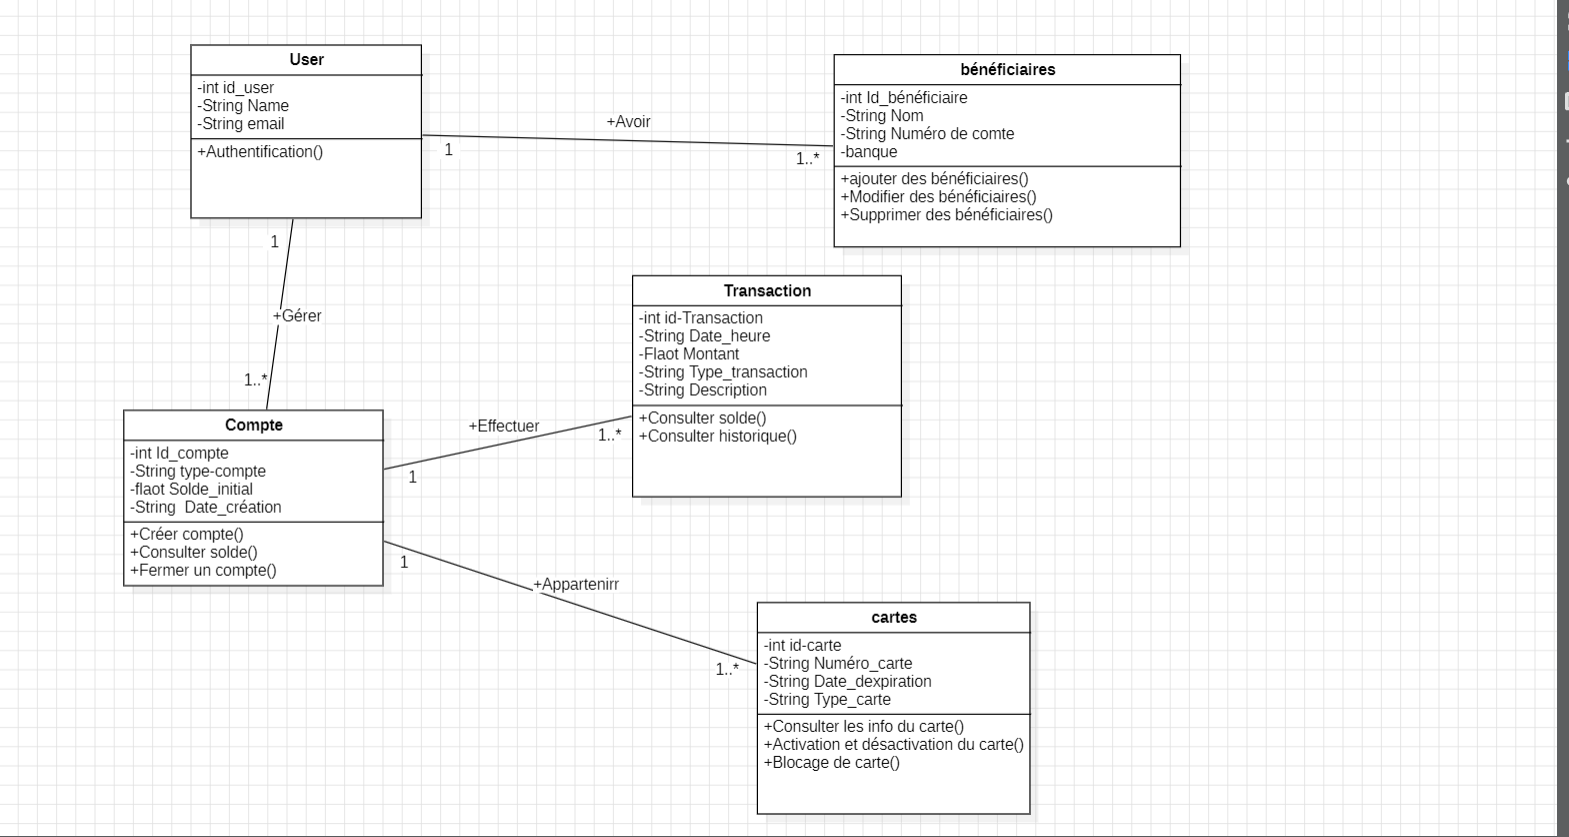 User
-int id_user
-String Name
-String email
+Authentification()
bénéficiaires
-int Id_bénéficiaire
-String Nom
-String Numéro de comte
-banque
+ajouter des bénéficiaires()
+Modifier des bénéficiaires()
+Supprimer des bénéficiaires()
+Avoir
1
1..*
1
+Gérer
1..*
Transaction
-int id-Transaction
-String Date_heure
-Flaot Montant
-String Type_transaction
-String Description
+Consulter solde()
+Consulter historique()
Compte
-int Id_compte
-String type-compte
-flaot Solde_initial
-String  Date_création
+Créer compte()
+Consulter solde()
+Fermer un compte()
+Effectuer
1..*
1
1
+Appartenirr
1..*
cartes
-int id-carte
-String Numéro_carte
-String Date_dexpiration
-String Type_carte
+Consulter les info du carte()
+Activation et désactivation du carte()
+Blocage de carte()